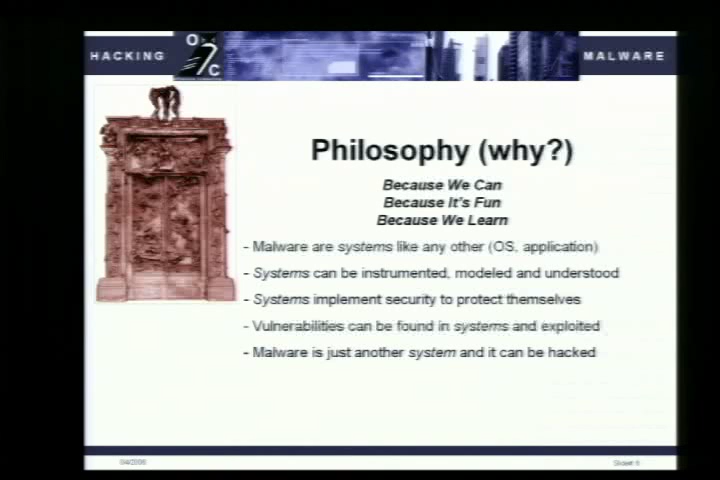 HACKING
O
C
MALWARE
Philosophy (why?)
Because We Can
Because It's Fun
Because We Learn
- Malware are systems like any other (OS, application)
- Systems can be instrumented, modeled and understood
- Systems implement security to protect themselves
- Vulnerabilities can be found in systems and exploited
- Malware is just another system and it can be hacked